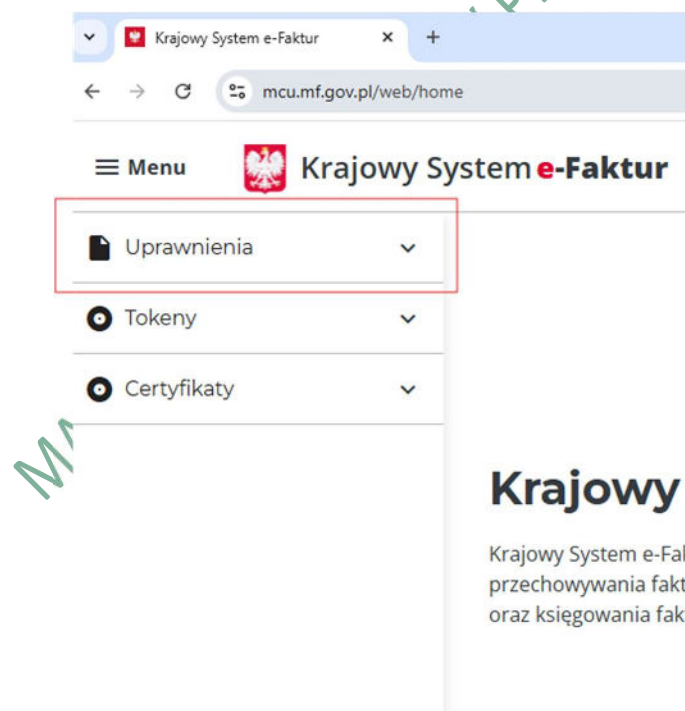 Krajowy System e-Faktur
mcu.mf.gov.pl/web/home
Menu
Krajowy System e-Faktur
Uprawnienia
Tokeny
Certyfikaty
Krajowy
Krajowy System e-Fa
przechowywania fakt
oraz księgowania fak